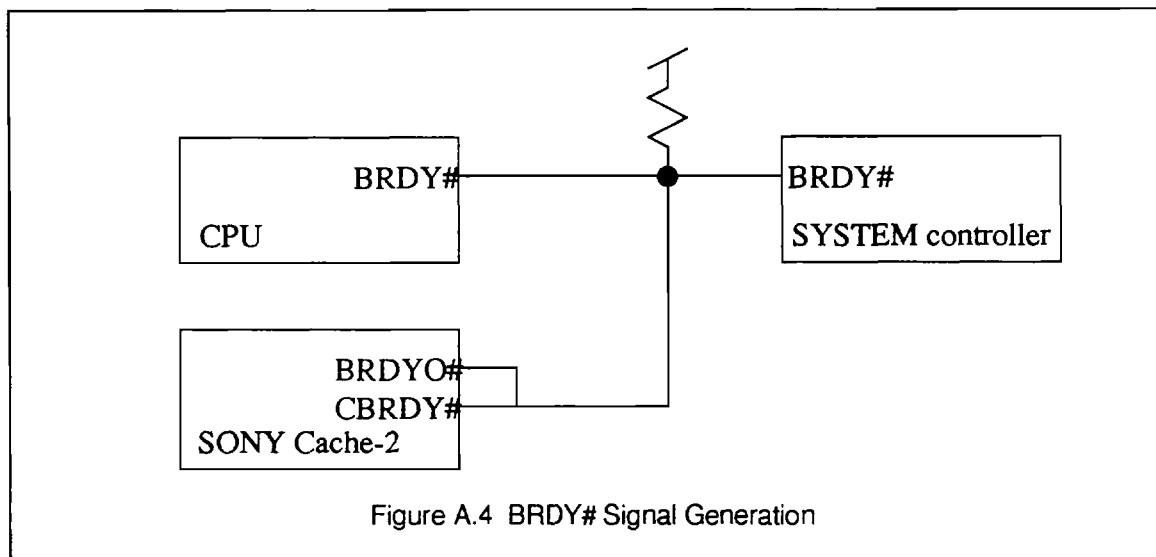 BRDY#
CPU
BRDY#
SYSTEM controller
BRDYO#
CBRDY#
SONY Cache-2
Figure A.4 BRDY# Signal Generation